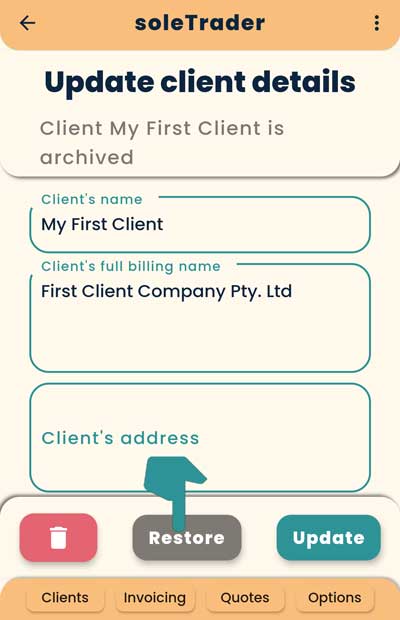 soleTrader
Update client details
Client My First Client is
archived
Client's name
My First Client
Client's full billing name
First Client Company Pty. Ltd
Client's address
Restore
Update
Clients
Invoicing
Quotes
Options